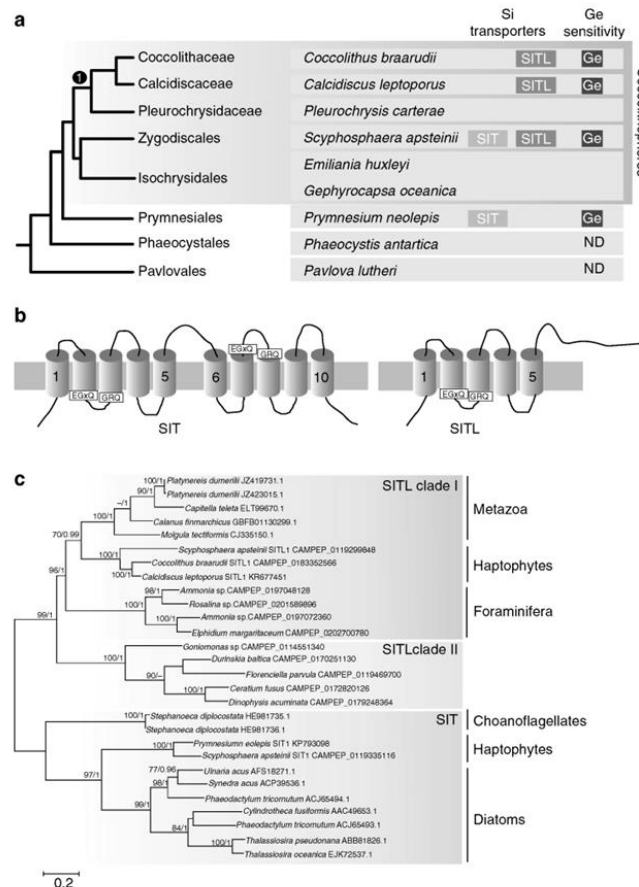 a
Si
transporters
Ge
sensitivity
Coccolithaceae
Coccolithus braarudii
SITL
Ge
Calcidiscaceae
Calcidiscus leptoporus
SITL
Ge
1
Pleurochrysidaceae
Pleurochrysis carterae
Zygodiscales
Scyphosphaera apsteinii
SIT
SITL
Ge
Emiliania huxleyi
Isochrysidales
Gephyrocapsa oceanica
Prymnesiales
Prymnesium neolepis
SIT
Ge
Phaeocystales
Phaeocystis antartica
ND
Pavlovales
Pavlova lutheri
ND
b
EGxQ
GRQ
1
5
6
10
EGxQ
GRQ
SIT
1
5
EGxQ
GRQ
SITL
c
SITL clade I
Platynereis dumerilii JZ419731.1
Platynereis dumerilii JZ423015.1
Capitella teleta ELT99670.1
Calanus finmarchicus GBFB01130299.1
Molgula tectiformis CJ335150.1
Metazoa
Scyphosphaera apsteinii SITL1 CAMPEP_0119299848
Coccolithus braarudii SITL1 CAMPEP_0183352566
Calcidiscus leptoporus SITL1 KR677451
Haptophytes
Ammonia sp.CAMPEP_0197048128
Rosalina sp.CAMPEP_0201589896
Ammonia sp.CAMPEP_0197072360
Elphidium margaritaceum CAMPEP_0202700780
Foraminifera
SITLclade II
Goniomonas sp CAMPEP_0114551340
Durinskia baltica CAMPEP_0170251130
Florenciella parvula CAMPEP_0119469700
Ceratium fusus CAMPEP_0172820126
Dinophysis acuminata CAMPEP_0179248364
SIT
Stephanoeca diplocostata HE981735.1
Stephanoeca diplocostata HE981736.1
Choanoflagellates
Prymnesiumn eolepis SIT1 KP793098
Scyphosphaera apsteinii SIT1 CAMPEP_0119335116
Haptophytes
Ulnaria acus AFS18271.1
Synedra acus ACP39536.1
Phaeodactylum tricornutum ACJ65494.1
Cylindrotheca fusiformis AAC49653.1
Phaeodactylum tricornutum ACJ65493.1
Thalassiosira pseudonana ABB81826.1
Thalassiosira oceanica EJK72537.1
Diatoms
100/1
90/1
–/1
100/1
70/0.99
100/1
100/1
96/1
98/1
100/1
100/1
99/1
100/1
90/–
100/1
100/1
100/1
97/1
77/0.96
98/1
99/1
84/1
100/1
0.2